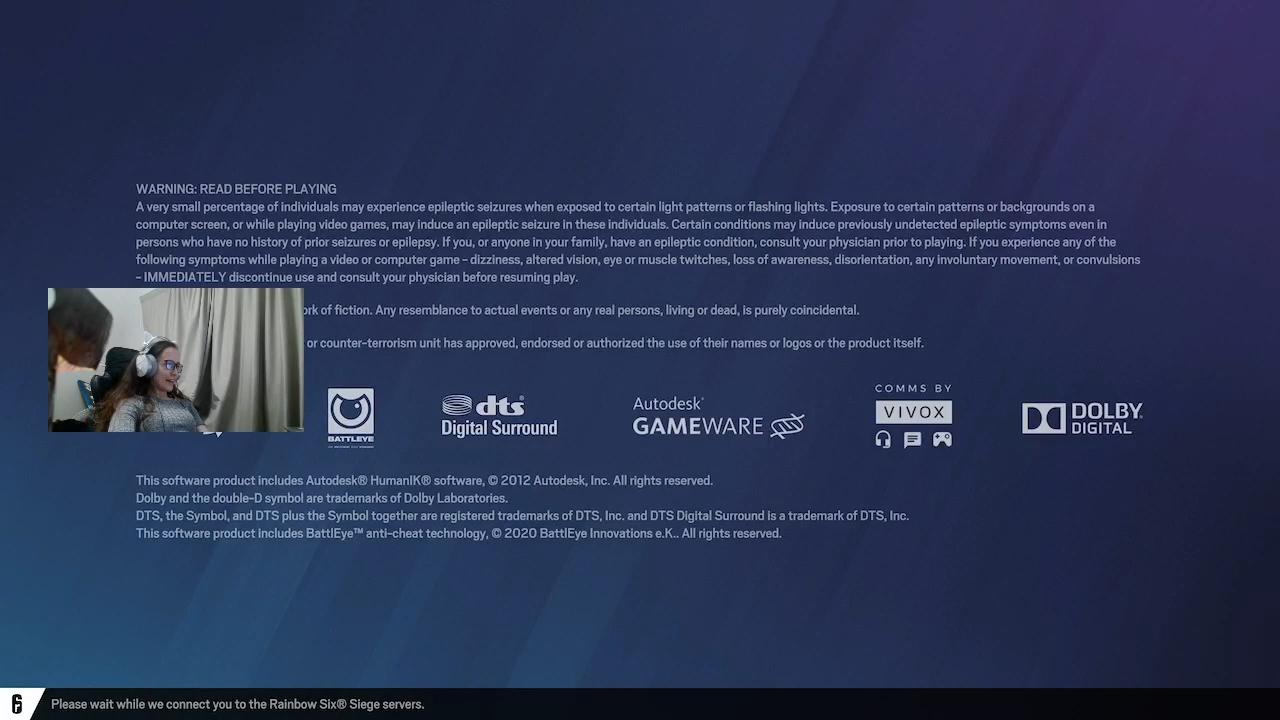 WARNING: READ BEFORE PLAYING
A very small percentage of individuals may experience epileptic seizures when exposed to certain light patterns or flashing lights. Exposure to certain patterns or backgrounds on a
computer screen, or while playing video games, may induce an epileptic seizure in these individuals. Certain conditions may induce previously undetected epileptic symptoms even in
persons who have no history of prior seizures or epilepsy. If you, or anyone in your family, have an epileptic condition, consult your physician prior to playing. If you experience any of the
following symptoms while playing a video or computer game - dizziness, altered vision, eye or muscle twitches, loss of awareness, disorientation, any involuntary movement, or convulsions
- IMMEDIATELY discontinue use and consult your physician before resuming play.
of fiction. Any resemblance to actual events or any real persons, living or dead, is purely coincidental.
or counter-terrorism unit has approved, endorsed or authorized the use of their names or logos or the product itself.
BATTLEYE
dts
Digital Surround
Autodesk®
GAMEWARE
COMMS BY
VIVOX
DOLBY.
DIGITAL
This software product includes Autodesk® HumanIK® software, © 2012 Autodesk, Inc. All rights reserved.
Dolby and the double-D symbol are trademarks of Dolby Laboratories.
DTS, the Symbol, and DTS plus the Symbol together are registered trademarks of DTS, Inc. and DTS Digital Surround is a trademark of DTS, Inc.
This software product includes BattlEye™ anti-cheat technology, © 2020 BattlEye Innovations e.K.. All rights reserved.
Please wait while we connect you to the Rainbow Six® Siege servers.